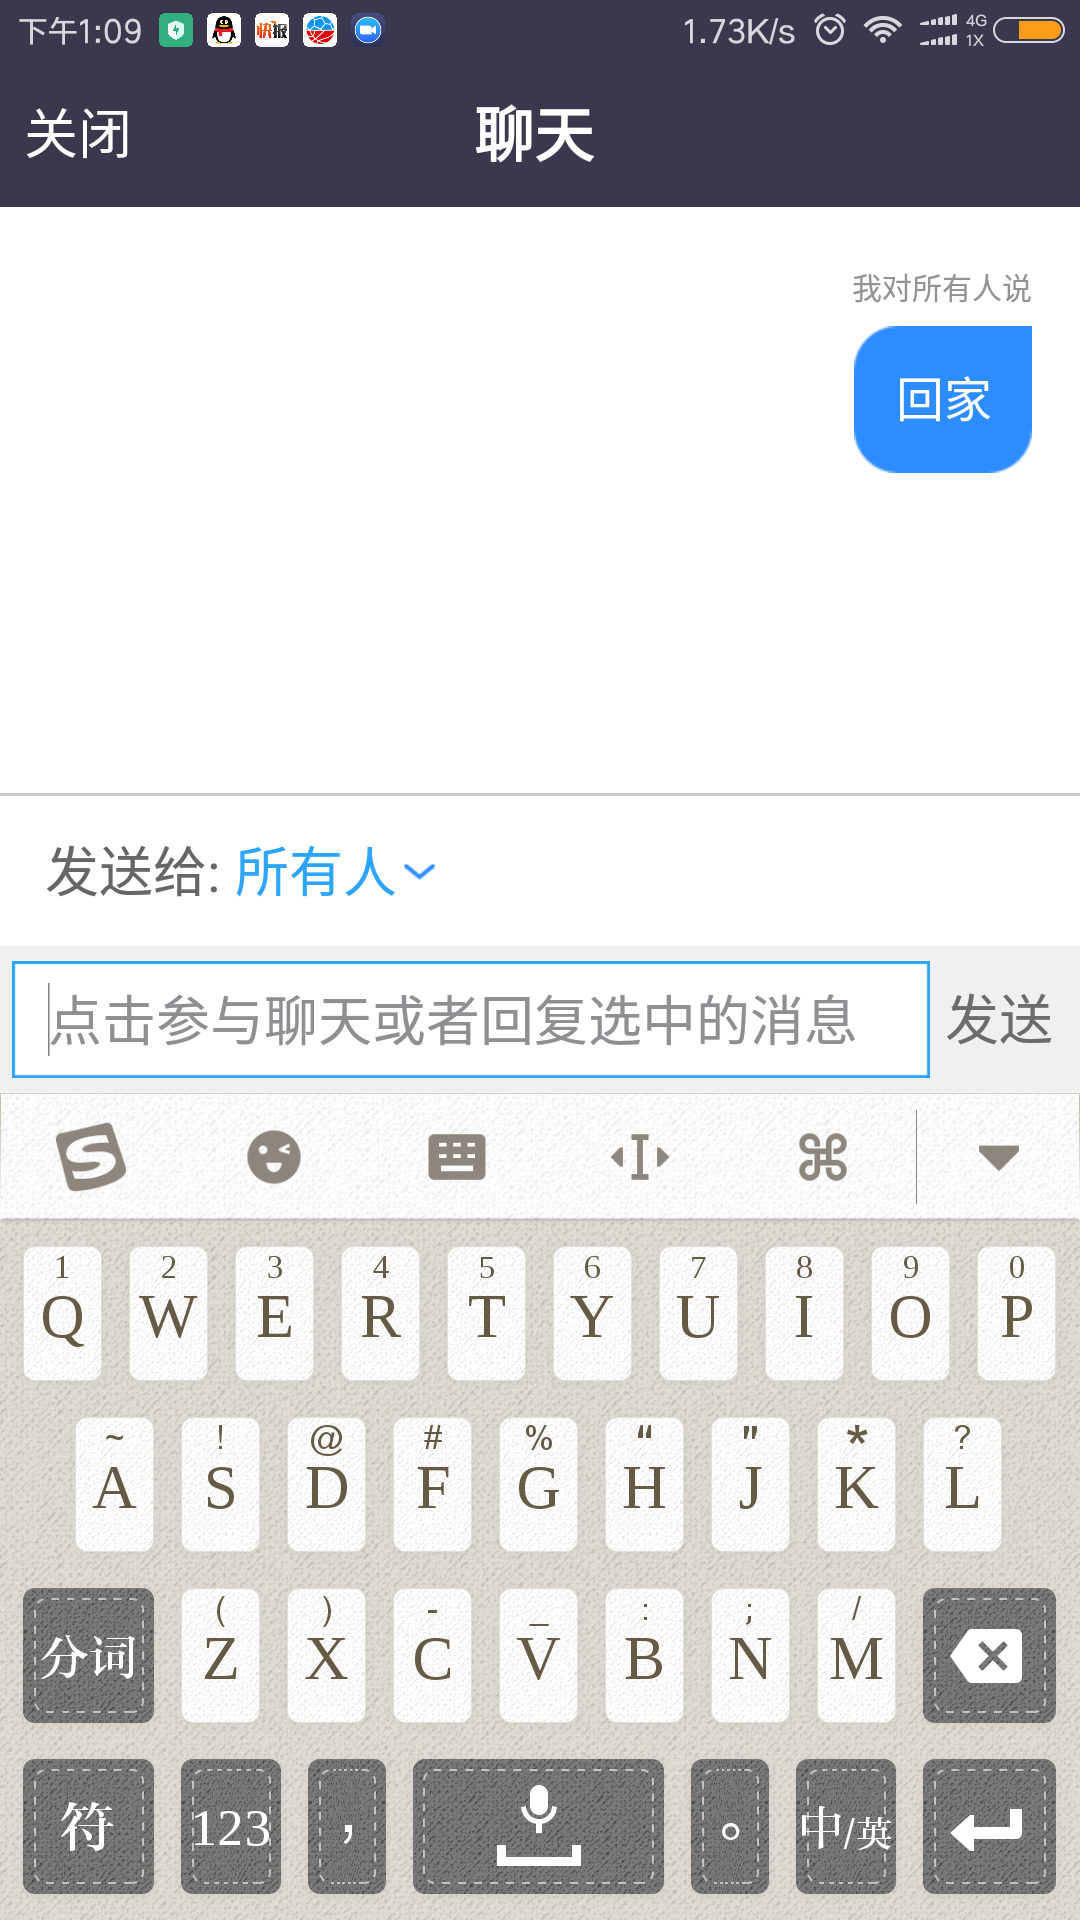 下午1:09 快报 1.73K/s 4G 1X
关闭 聊天
我对所有人说
回家
发送给: 所有人
点击参与聊天或者回复选中的消息 发送
1 2 3 4 5 6 7 8 9 0
Q W E R T Y U I O P
~ ! @ # % “ " * ?
A S D F G H J K L
( ) - _ : ; /
分词 Z X C V B N M
符 123 ， 。 中/英